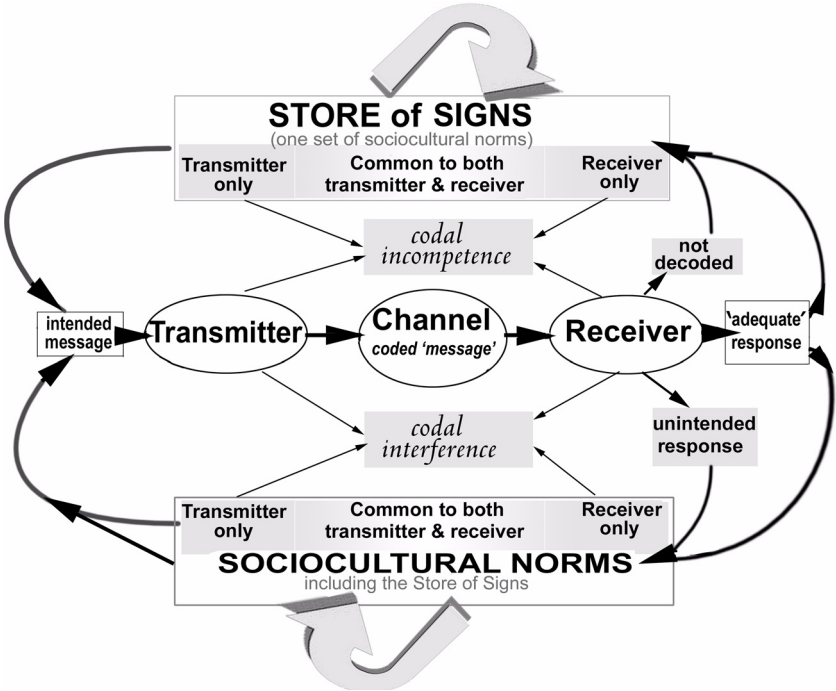 STORE of SIGNS
(one set of sociocultural norms)
Transmitter
only
Common to both
transmitter & receiver
Receiver
only
codal
incompetence
not
decoded
intended
message
Transmitter
Channel
coded ‘message’
Receiver
‘adequate’
response
codal
interference
unintended
response
Transmitter
only
Common to both
transmitter & receiver
Receiver
only
SOCIOCULTURAL NORMS
including the Store of Signs